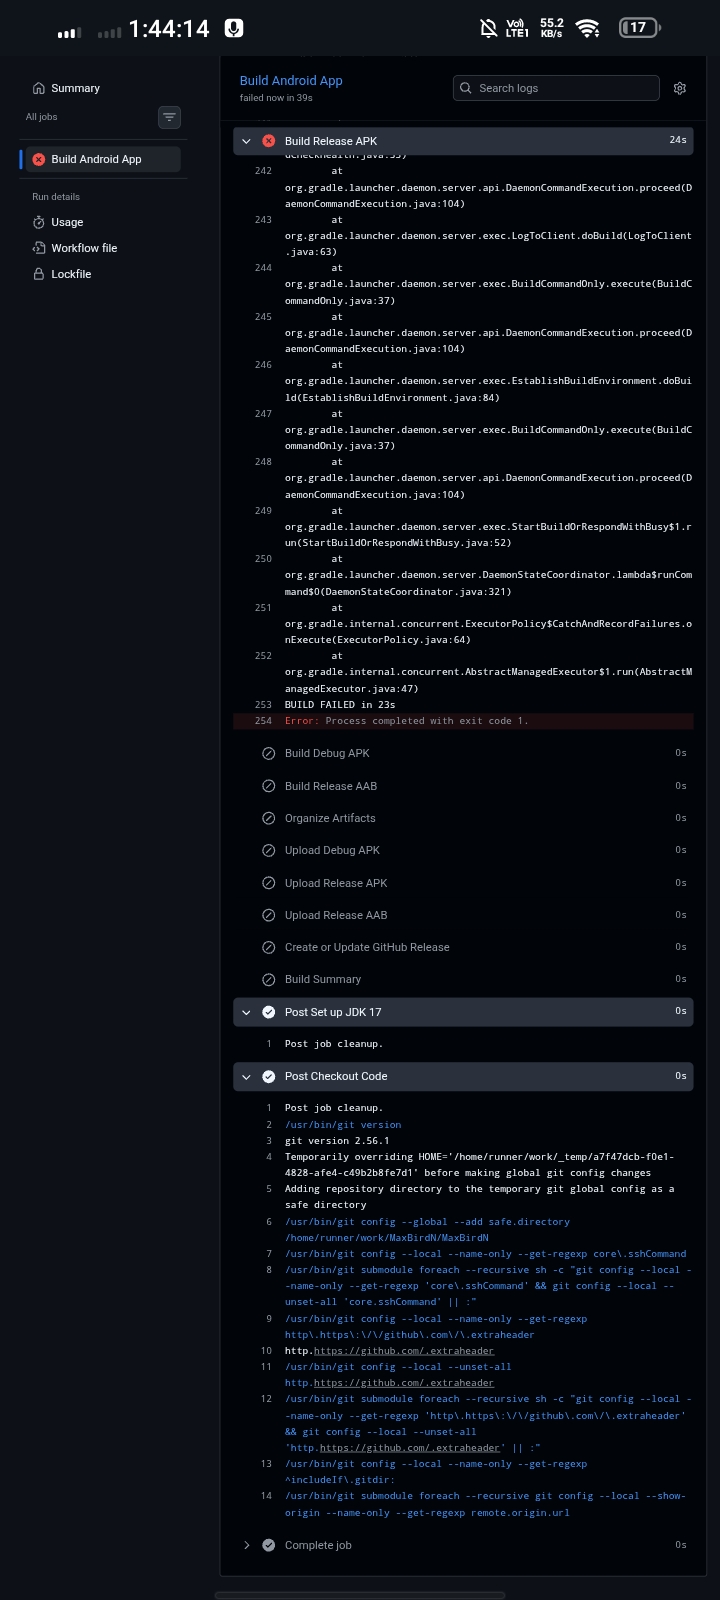 1:44:14
Vo)) LTE1
55.2 KB/s
17
Summary
All jobs
Build Android App
Run details
Usage
Workflow file
Lockfile
Build Android App
failed now in 39s
Search logs
Build Release APK 24s
242 at
org.gradle.launcher.daemon.server.api.DaemonCommandExecution.proceed(D
aemonCommandExecution.java:104)
243 at
org.gradle.launcher.daemon.server.exec.LogToClient.doBuild(LogToClient
.java:63)
244 at
org.gradle.launcher.daemon.server.exec.BuildCommandOnly.execute(BuildC
ommandOnly.java:37)
245 at
org.gradle.launcher.daemon.server.api.DaemonCommandExecution.proceed(D
aemonCommandExecution.java:104)
246 at
org.gradle.launcher.daemon.server.exec.EstablishBuildEnvironment.doBui
ld(EstablishBuildEnvironment.java:84)
247 at
org.gradle.launcher.daemon.server.exec.BuildCommandOnly.execute(BuildC
ommandOnly.java:37)
248 at
org.gradle.launcher.daemon.server.api.DaemonCommandExecution.proceed(D
aemonCommandExecution.java:104)
249 at
org.gradle.launcher.daemon.server.exec.StartBuildOrRespondWithBusy$1.r
un(StartBuildOrRespondWithBusy.java:52)
250 at
org.gradle.launcher.daemon.server.DaemonStateCoordinator.lambda$runCom
mand$0(DaemonStateCoordinator.java:321)
251 at
org.gradle.internal.concurrent.ExecutorPolicy$CatchAndRecordFailures.o
nExecute(ExecutorPolicy.java:64)
252 at
org.gradle.internal.concurrent.AbstractManagedExecutor$1.run(AbstractM
anagedExecutor.java:47)
253 BUILD FAILED in 23s
254 Error: Process completed with exit code 1.
Build Debug APK 0s
Build Release AAB 0s
Organize Artifacts 0s
Upload Debug APK 0s
Upload Release APK 0s
Upload Release AAB 0s
Create or Update GitHub Release 0s
Build Summary 0s
Post Set up JDK 17 0s
1 Post job cleanup.
Post Checkout Code 0s
1 Post job cleanup.
2 /usr/bin/git version
3 git version 2.56.1
4 Temporarily overriding HOME='/home/runner/work/_temp/a7f47dcb-f0e1-
4828-afe4-c49b2b8fe7d1' before making global git config changes
5 Adding repository directory to the temporary git global config as a
safe directory
6 /usr/bin/git config --global --add safe.directory
/home/runner/work/MaxBirdN/MaxBirdN
7 /usr/bin/git config --local --name-only --get-regexp core\.sshCommand
8 /usr/bin/git submodule foreach --recursive sh -c "git config --local -
-name-only --get-regexp 'core\.sshCommand' && git config --local --
unset-all 'core.sshCommand' || :"
9 /usr/bin/git config --local --name-only --get-regexp
http\.https\:\/\/github\.com\/\.extraheader
10 http.https://github.com/.extraheader
11 /usr/bin/git config --local --unset-all
http.https://github.com/.extraheader
12 /usr/bin/git submodule foreach --recursive sh -c "git config --local -
-name-only --get-regexp 'http\.https\:\/\/github\.com\/\.extraheader'
&& git config --local --unset-all
'http.https://github.com/.extraheader' || :"
13 /usr/bin/git config --local --name-only --get-regexp
^includeIf\.gitdir:
14 /usr/bin/git submodule foreach --recursive git config --local --show-
origin --name-only --get-regexp remote.origin.url
Complete job 0s